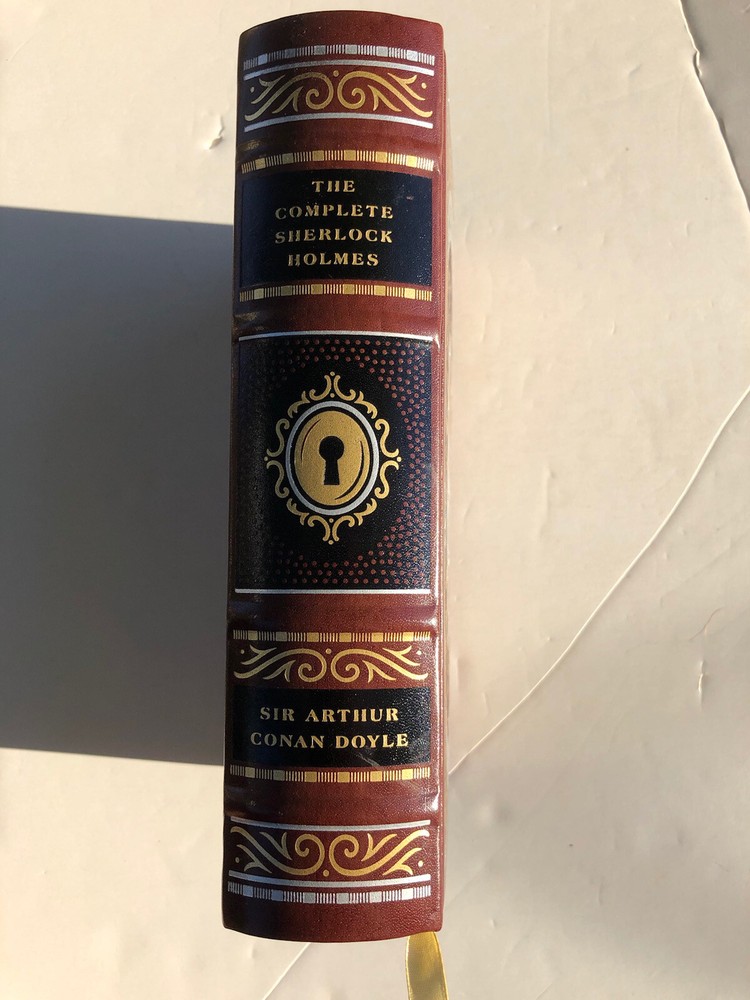 THE
COMPLETE
SHERLOCK
HOLMES
SIR ARTHUR
CONAN DOYLE